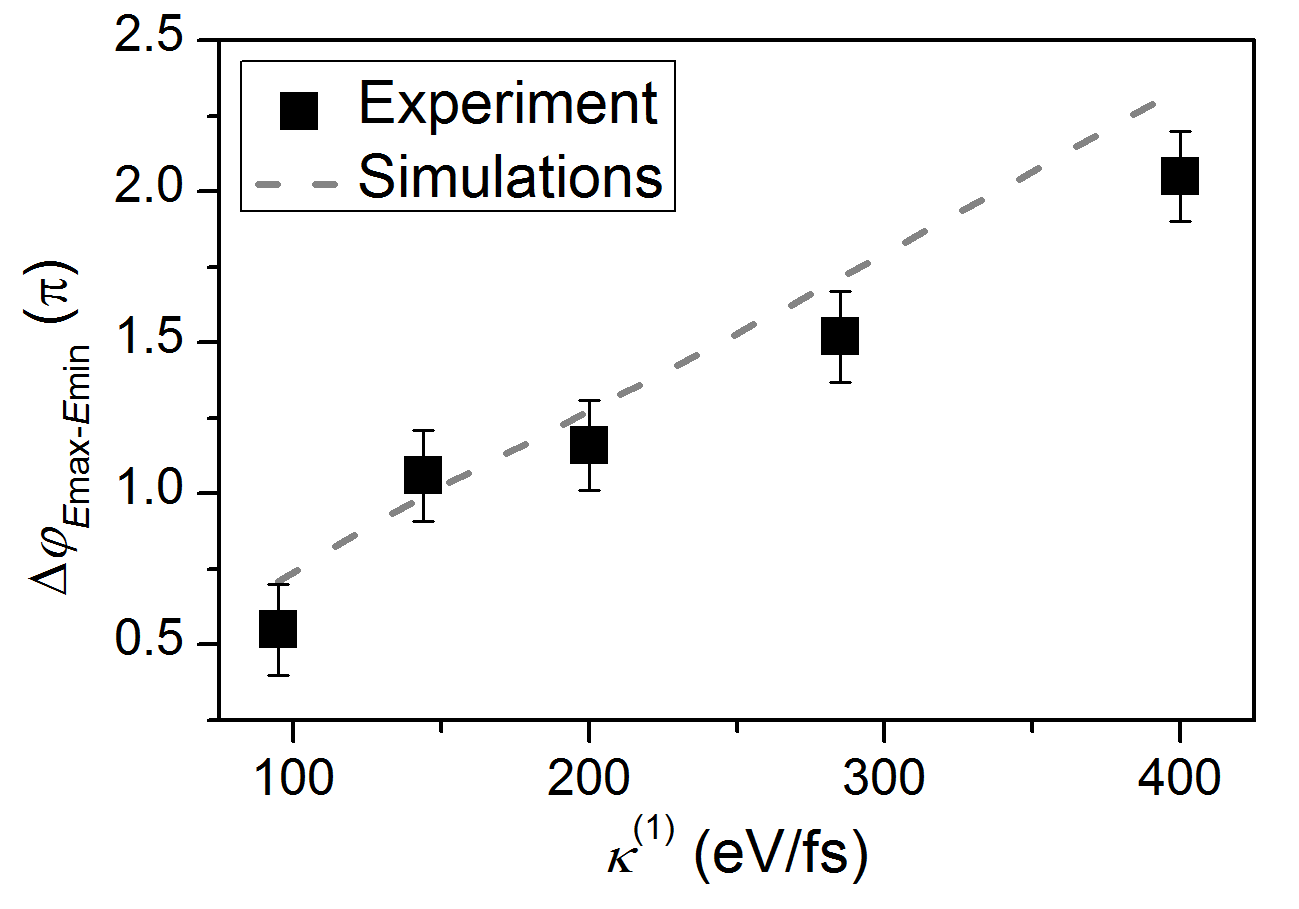 2.5
2.0
1.5
1.0
0.5
Experiment
Simulations
ΔφEmax-Emin (π)
100 200 300 400
κ(1) (eV/fs)